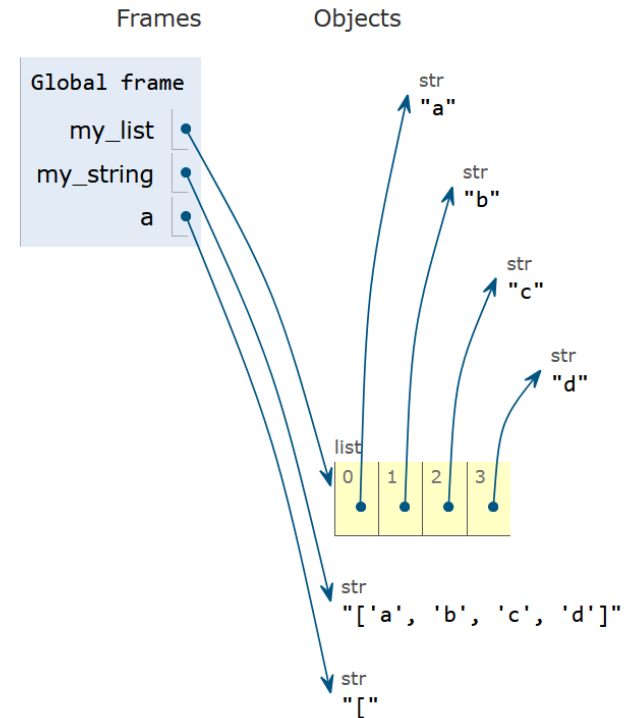 Frames Objects
Global frame
my_list
my_string
a
str
"a"
str
"b"
str
"c"
str
"d"
list
0 1 2 3
str
"['a', 'b', 'c', 'd']"
str
"["